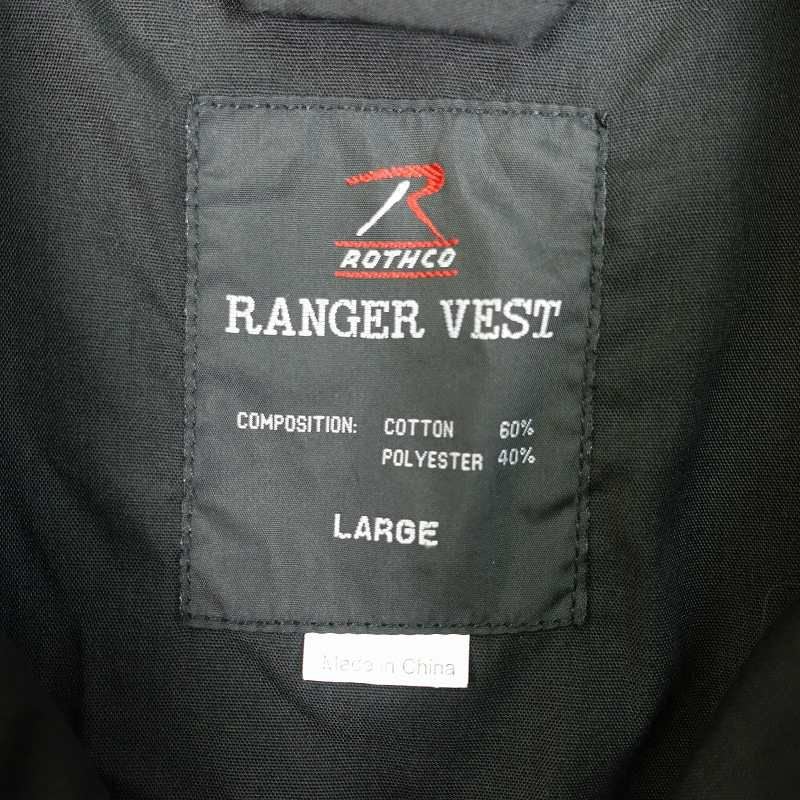 ROTHCO
RANGER VEST
COMPOSITION: COTTON 60%
POLYESTER 40%
LARGE
Made in China